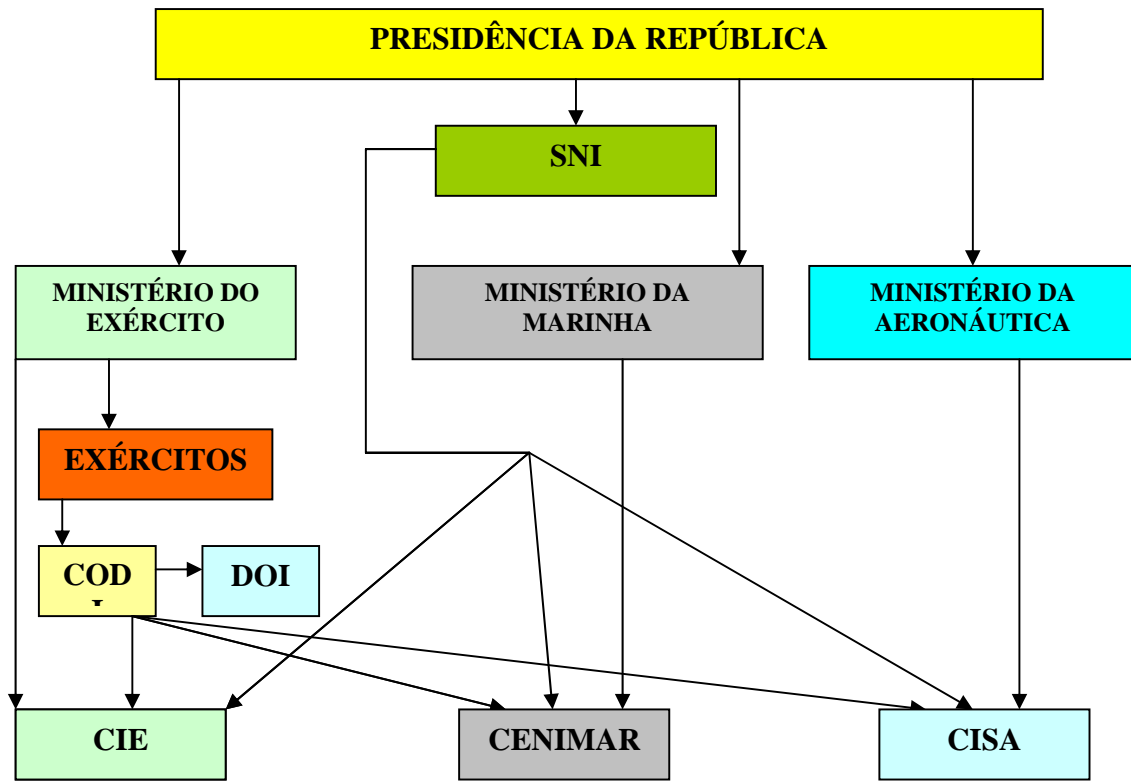 PRESIDÊNCIA DA REPÚBLICA
SNI
MINISTÉRIO DO
EXÉRCITO
MINISTÉRIO DA
MARINHA
MINISTÉRIO DA
AERONÁUTICA
EXÉRCITOS
COD
I
DOI
CIE
CENIMAR
CISA